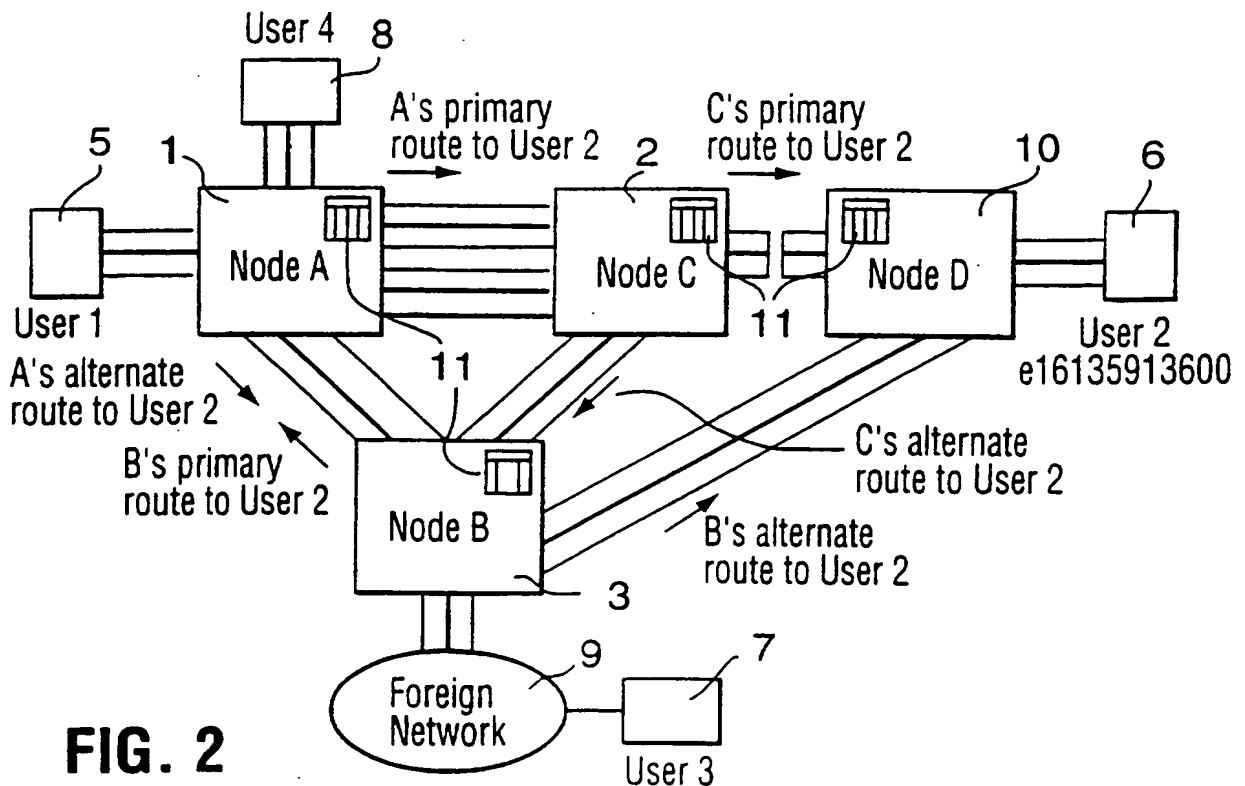 User 4
8
A's primary
route to User 2
C's primary
route to User 2
5
1
2
10
6
Node A
Node C
Node D
11
User 1
User 2
e16135913600
A's alternate
route to User 2
11
B's primary
route to User 2
11
C's alternate
route to User 2
Node B
B's alternate
route to User 2
3
9
7
Foreign
Network
User 3
FIG. 2